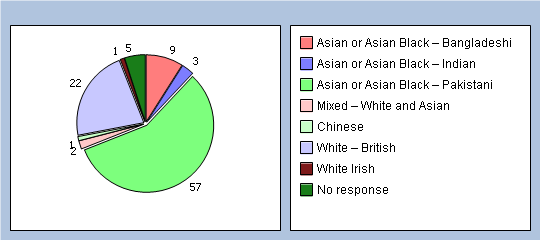 1
5
9
3
22
1
2
57
Asian or Asian Black – Bangladeshi
Asian or Asian Black – Indian
Asian or Asian Black – Pakistani
Mixed – White and Asian
Chinese
White – British
White Irish
No response